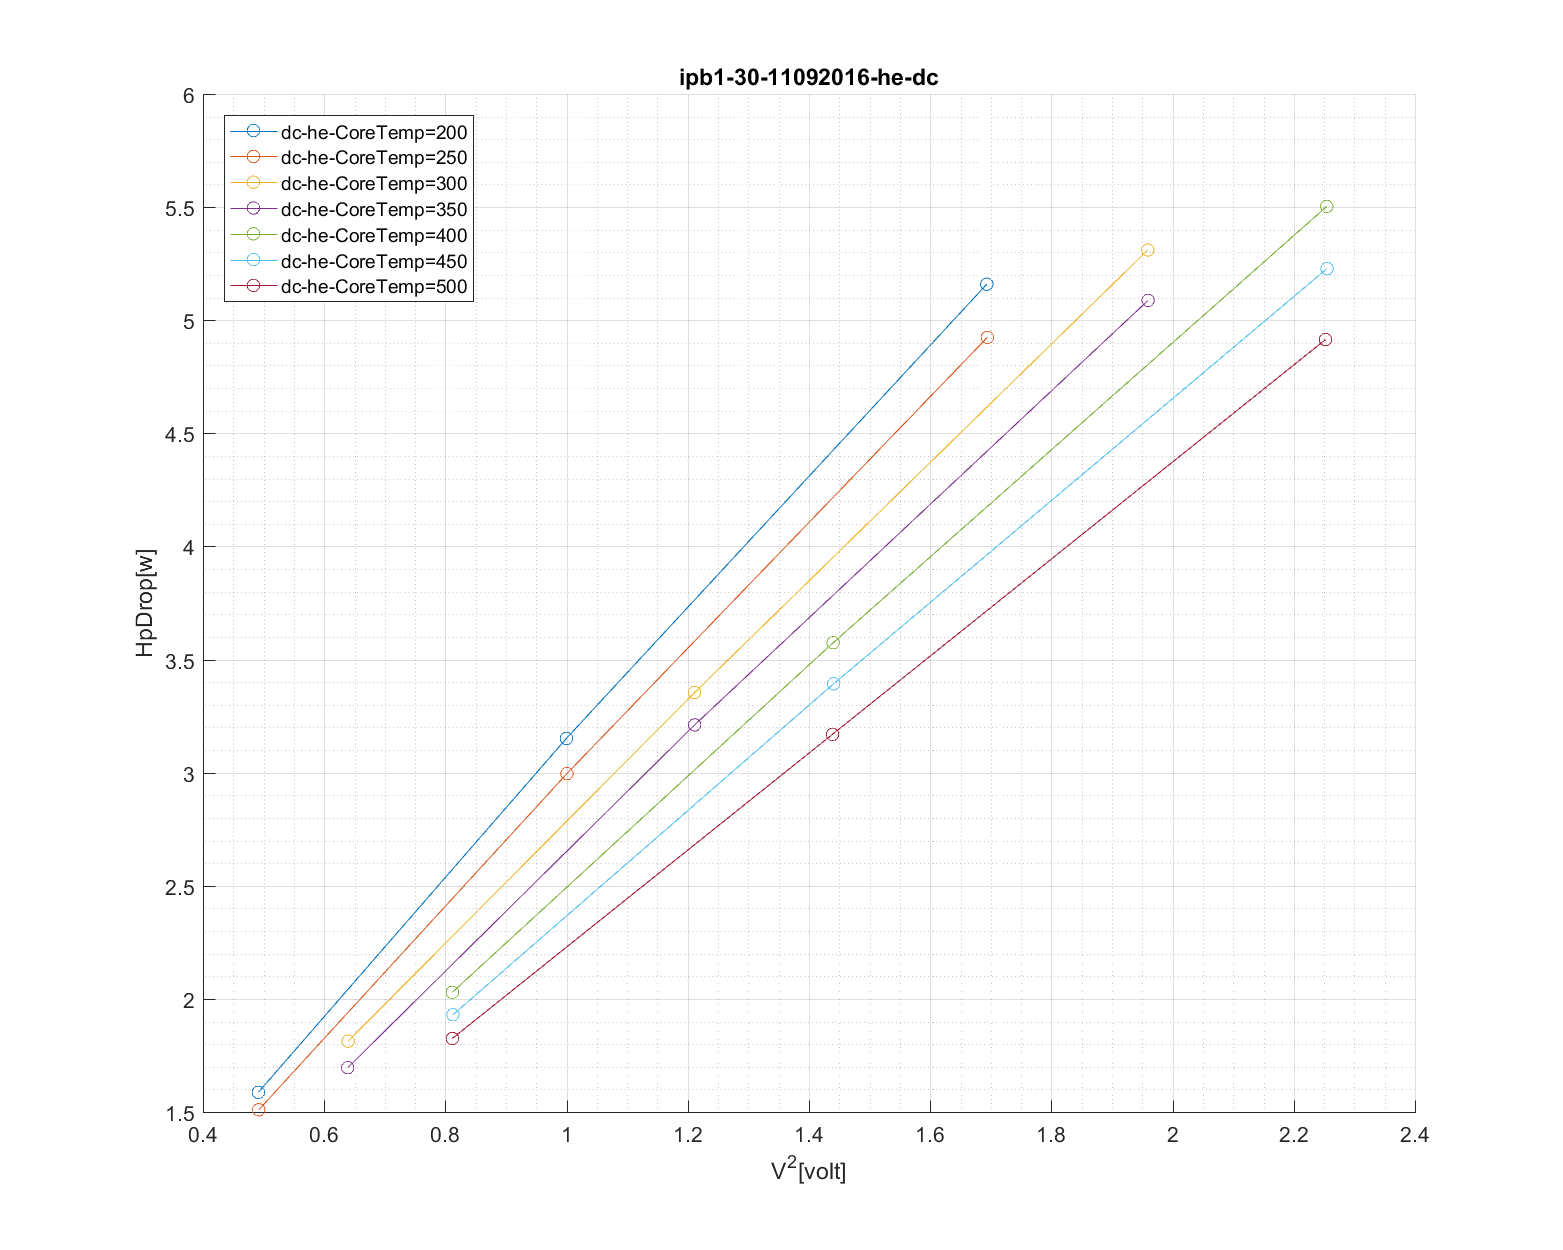 ipb1-30-11092016-he-dc
6
5.5
5
4.5
4
3.5
3
2.5
2
1.5
HpDrop[w]
dc-he-CoreTemp=200
dc-he-CoreTemp=250
dc-he-CoreTemp=300
dc-he-CoreTemp=350
dc-he-CoreTemp=400
dc-he-CoreTemp=450
dc-he-CoreTemp=500
0.4 0.6 0.8 1 1.2 1.4 1.6 1.8 2 2.2 2.4
V²[volt]